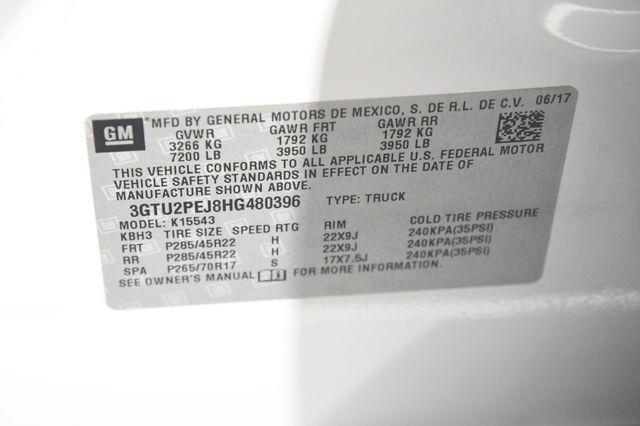 MFD BY GENERAL MOTORS DE MEXICO, S. DE R.L. DE C.V. 06/17
GM
GVWR GAWR FRT GAWR RR
3266 KG 1792 KG 1792 KG
7200 LB 3950 LB 3950 LB
THIS VEHICLE CONFORMS TO ALL APPLICABLE U.S. FEDERAL MOTOR
VEHICLE SAFETY STANDARDS IN EFFECT ON THE DATE OF
MANUFACTURE SHOWN ABOVE.
3GTU2PEJ8HG480396 TYPE: TRUCK
MODEL: K15543
KBH3 TIRE SIZE SPEED RTG RIM COLD TIRE PRESSURE
FRT P285/45R22 H 22X9J 240KPA(35PSI)
RR P285/45R22 H 22X9J 240KPA(35PSI)
SPA P265/70R17 S 17X7.5J 240KPA(35PSI)
SEE OWNER'S MANUAL FOR MORE INFORMATION.